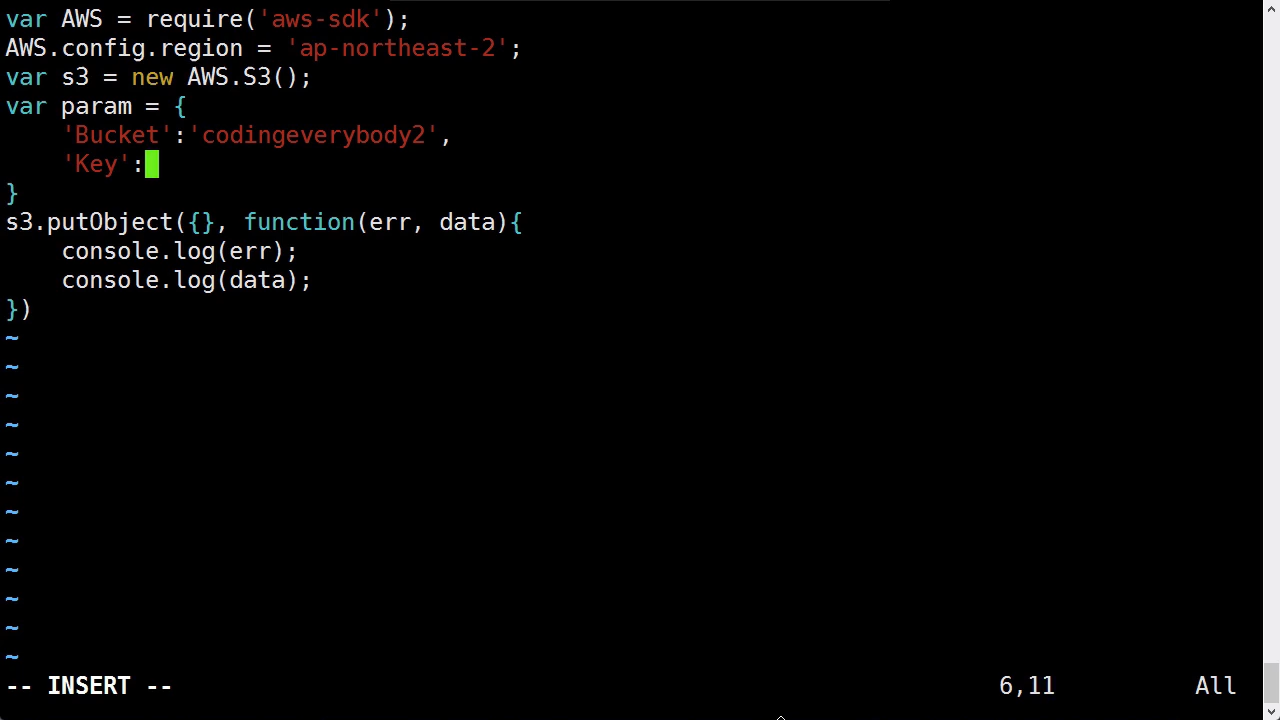 var AWS = require('aws-sdk');
AWS.config.region = 'ap-northeast-2';
var s3 = new AWS.S3();
var param = {
    'Bucket':'codingeverybody2',
    'Key':
}
s3.putObject({}, function(err, data){
    console.log(err);
    console.log(data);
})
~
~
~
~
~
~
~
~
~
~
~
~
-- INSERT -- 6,11 All